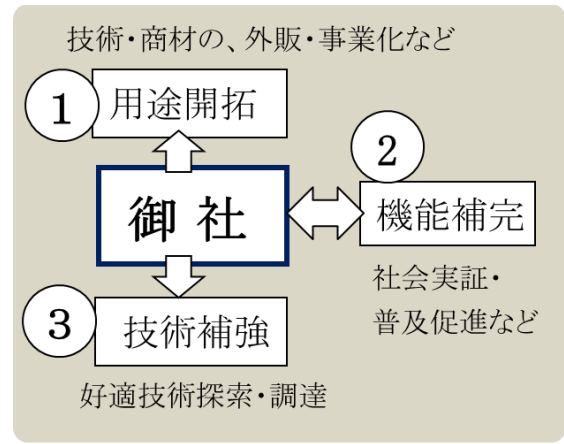 技術・商材の、外販・事業化など
1
用途開拓
2
御社
機能補完
社会実証・
普及促進など
3
技術補強
好適技術探索・調達